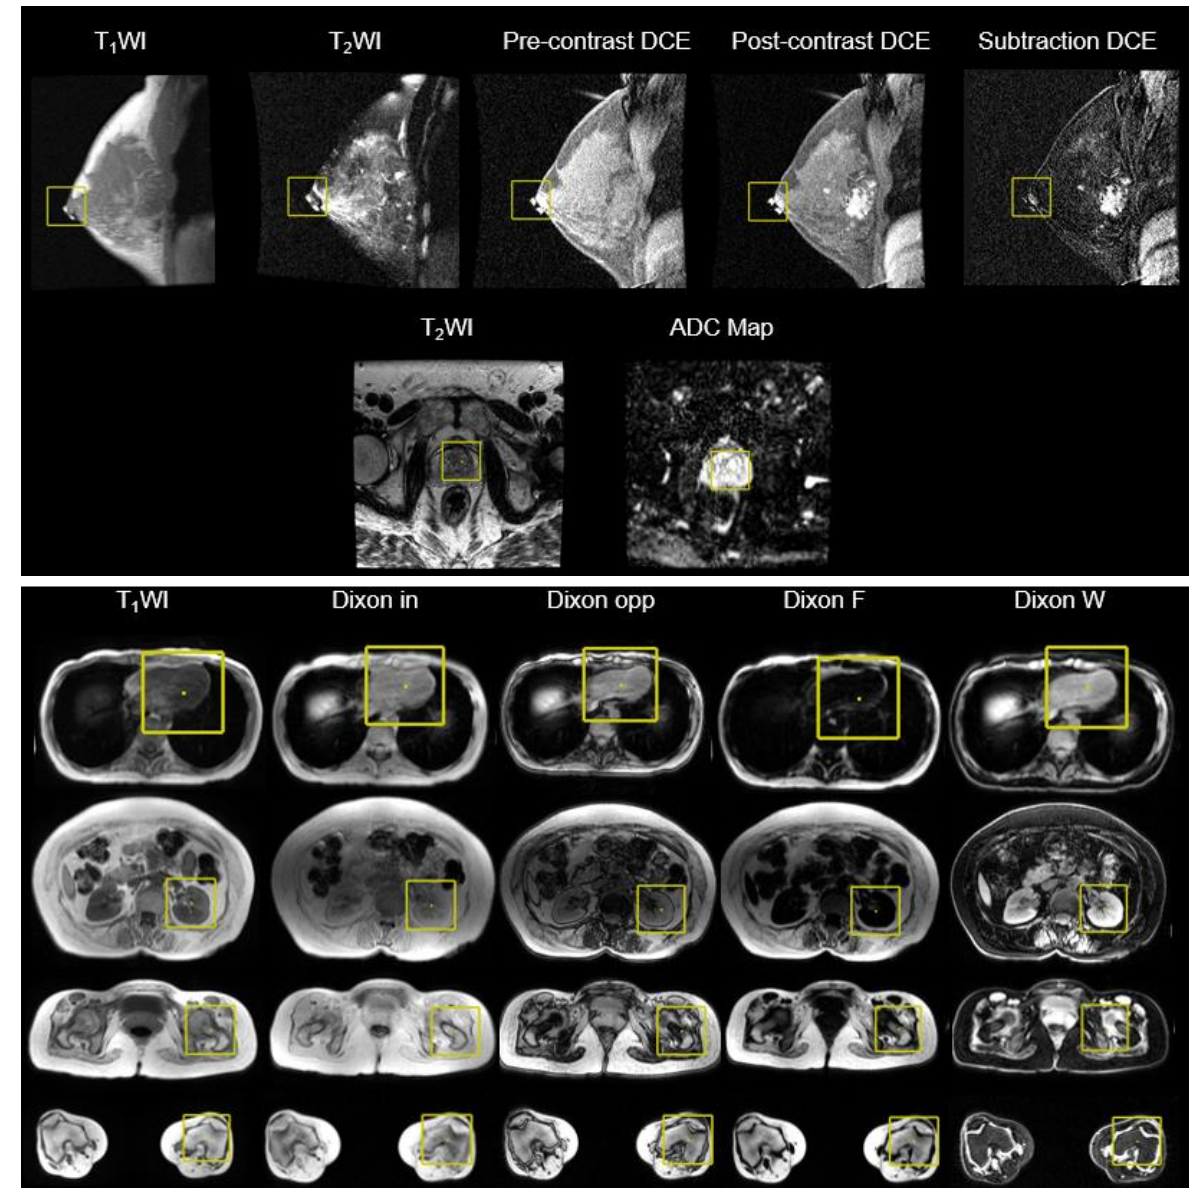 T₁WI T₂WI Pre-contrast DCE Post-contrast DCE Subtraction DCE
T₂WI ADC Map
T₁WI Dixon in Dixon opp Dixon F Dixon W